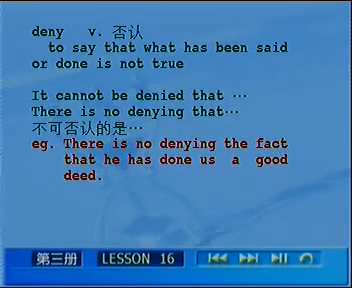 deny v. 否认
to say that what has been said
or done is not true
It cannot be denied that …
There is no denying that…
不可否认的是…
eg. There is no denying the fact
that he has done us a good
deed.
第三册 LESSON 16